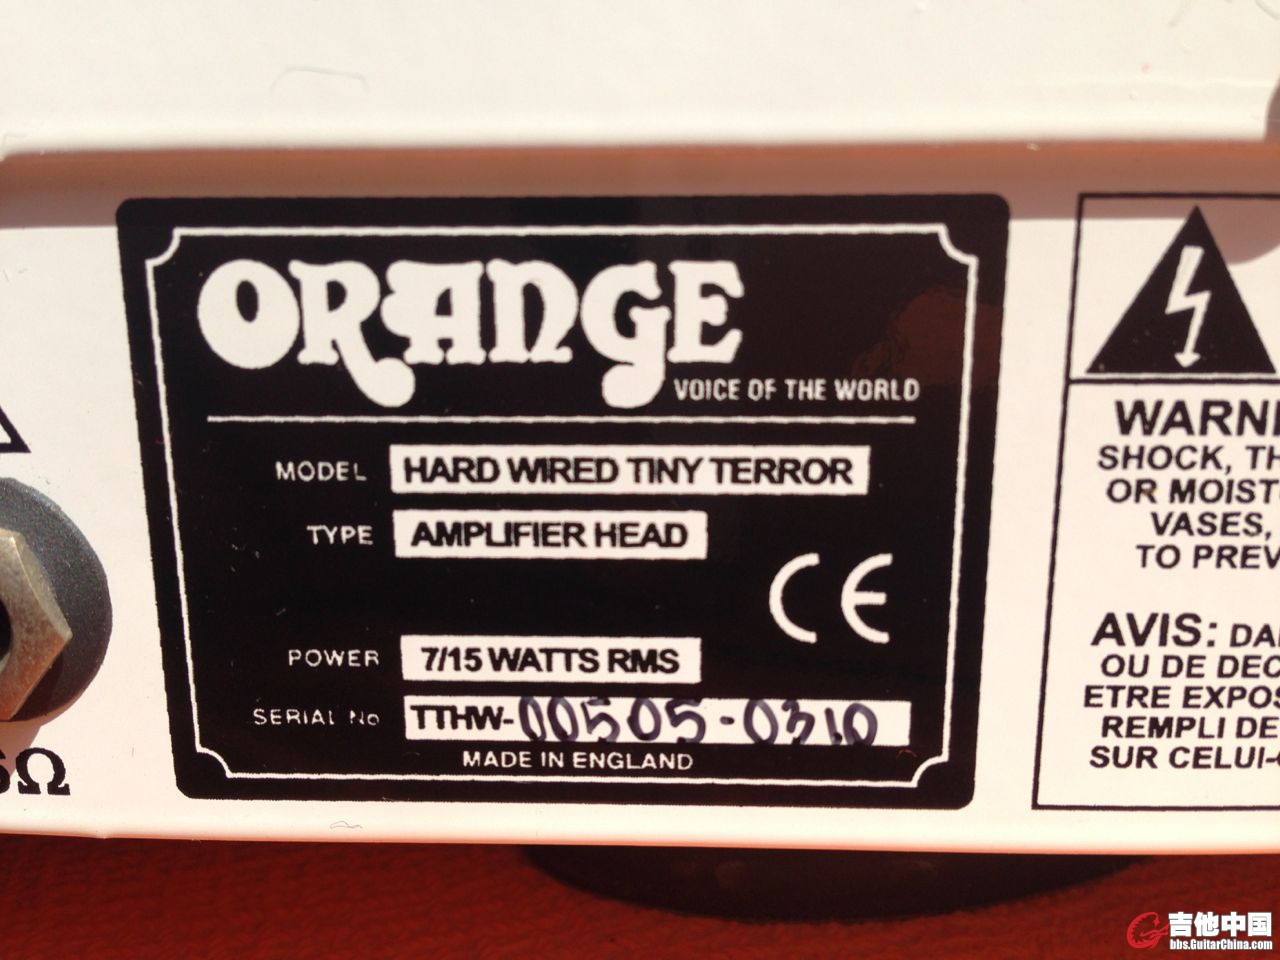 ORANGE
VOICE OF THE WORLD
MODEL HARD WIRED TINY TERROR
TYPE AMPLIFIER HEAD
CE
POWER 7/15 WATTS RMS
SERIAL No TTHW-00505-0310
MADE IN ENGLAND
Ω
WARNI
SHOCK, TH
OR MOIST
VASES,
TO PREV
AVIS: DA
OU DE DEC
ETRE EXPOS
REMPLI DE
SUR CELUI-
吉他中国
bbs.GuitarChina.com